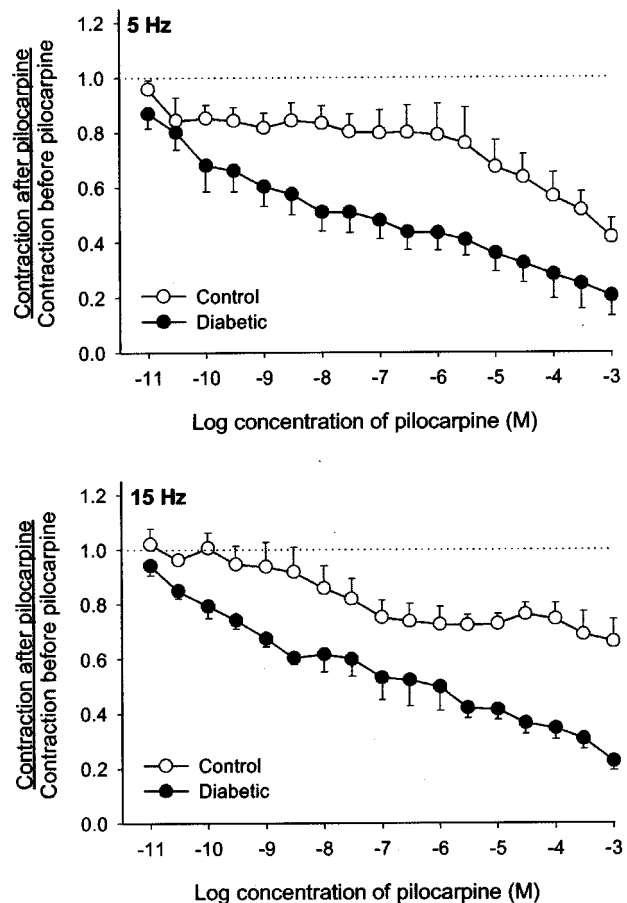 5 Hz
1.2
1.0
0.8
0.6
0.4
0.2
0.0
Contraction after pilocarpine
Contraction before pilocarpine
Control
Diabetic
-11 -10 -9 -8 -7 -6 -5 -4 -3
Log concentration of pilocarpine (M)
15 Hz
1.2
1.0
0.8
0.6
0.4
0.2
0.0
Contraction after pilocarpine
Contraction before pilocarpine
Control
Diabetic
-11 -10 -9 -8 -7 -6 -5 -4 -3
Log concentration of pilocarpine (M)